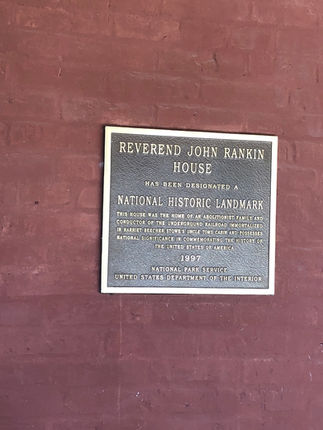 REVEREND JOHN RANKIN
HOUSE
HAS BEEN DESIGNATED A
NATIONAL HISTORIC LANDMARK
THIS HOUSE WAS THE HOME OF AN ABOLITIONIST FAMILY AND
CONDUCTOR OF THE UNDERGROUND RAILROAD IMMORTALIZED
IN HARRIET BEECHER STOWE'S UNCLE TOM'S CABIN AND POSSESSES
NATIONAL SIGNIFICANCE IN COMMEMORATING THE HISTORY OF
THE UNITED STATES OF AMERICA
1997
NATIONAL PARK SERVICE
UNITED STATES DEPARTMENT OF THE INTERIOR